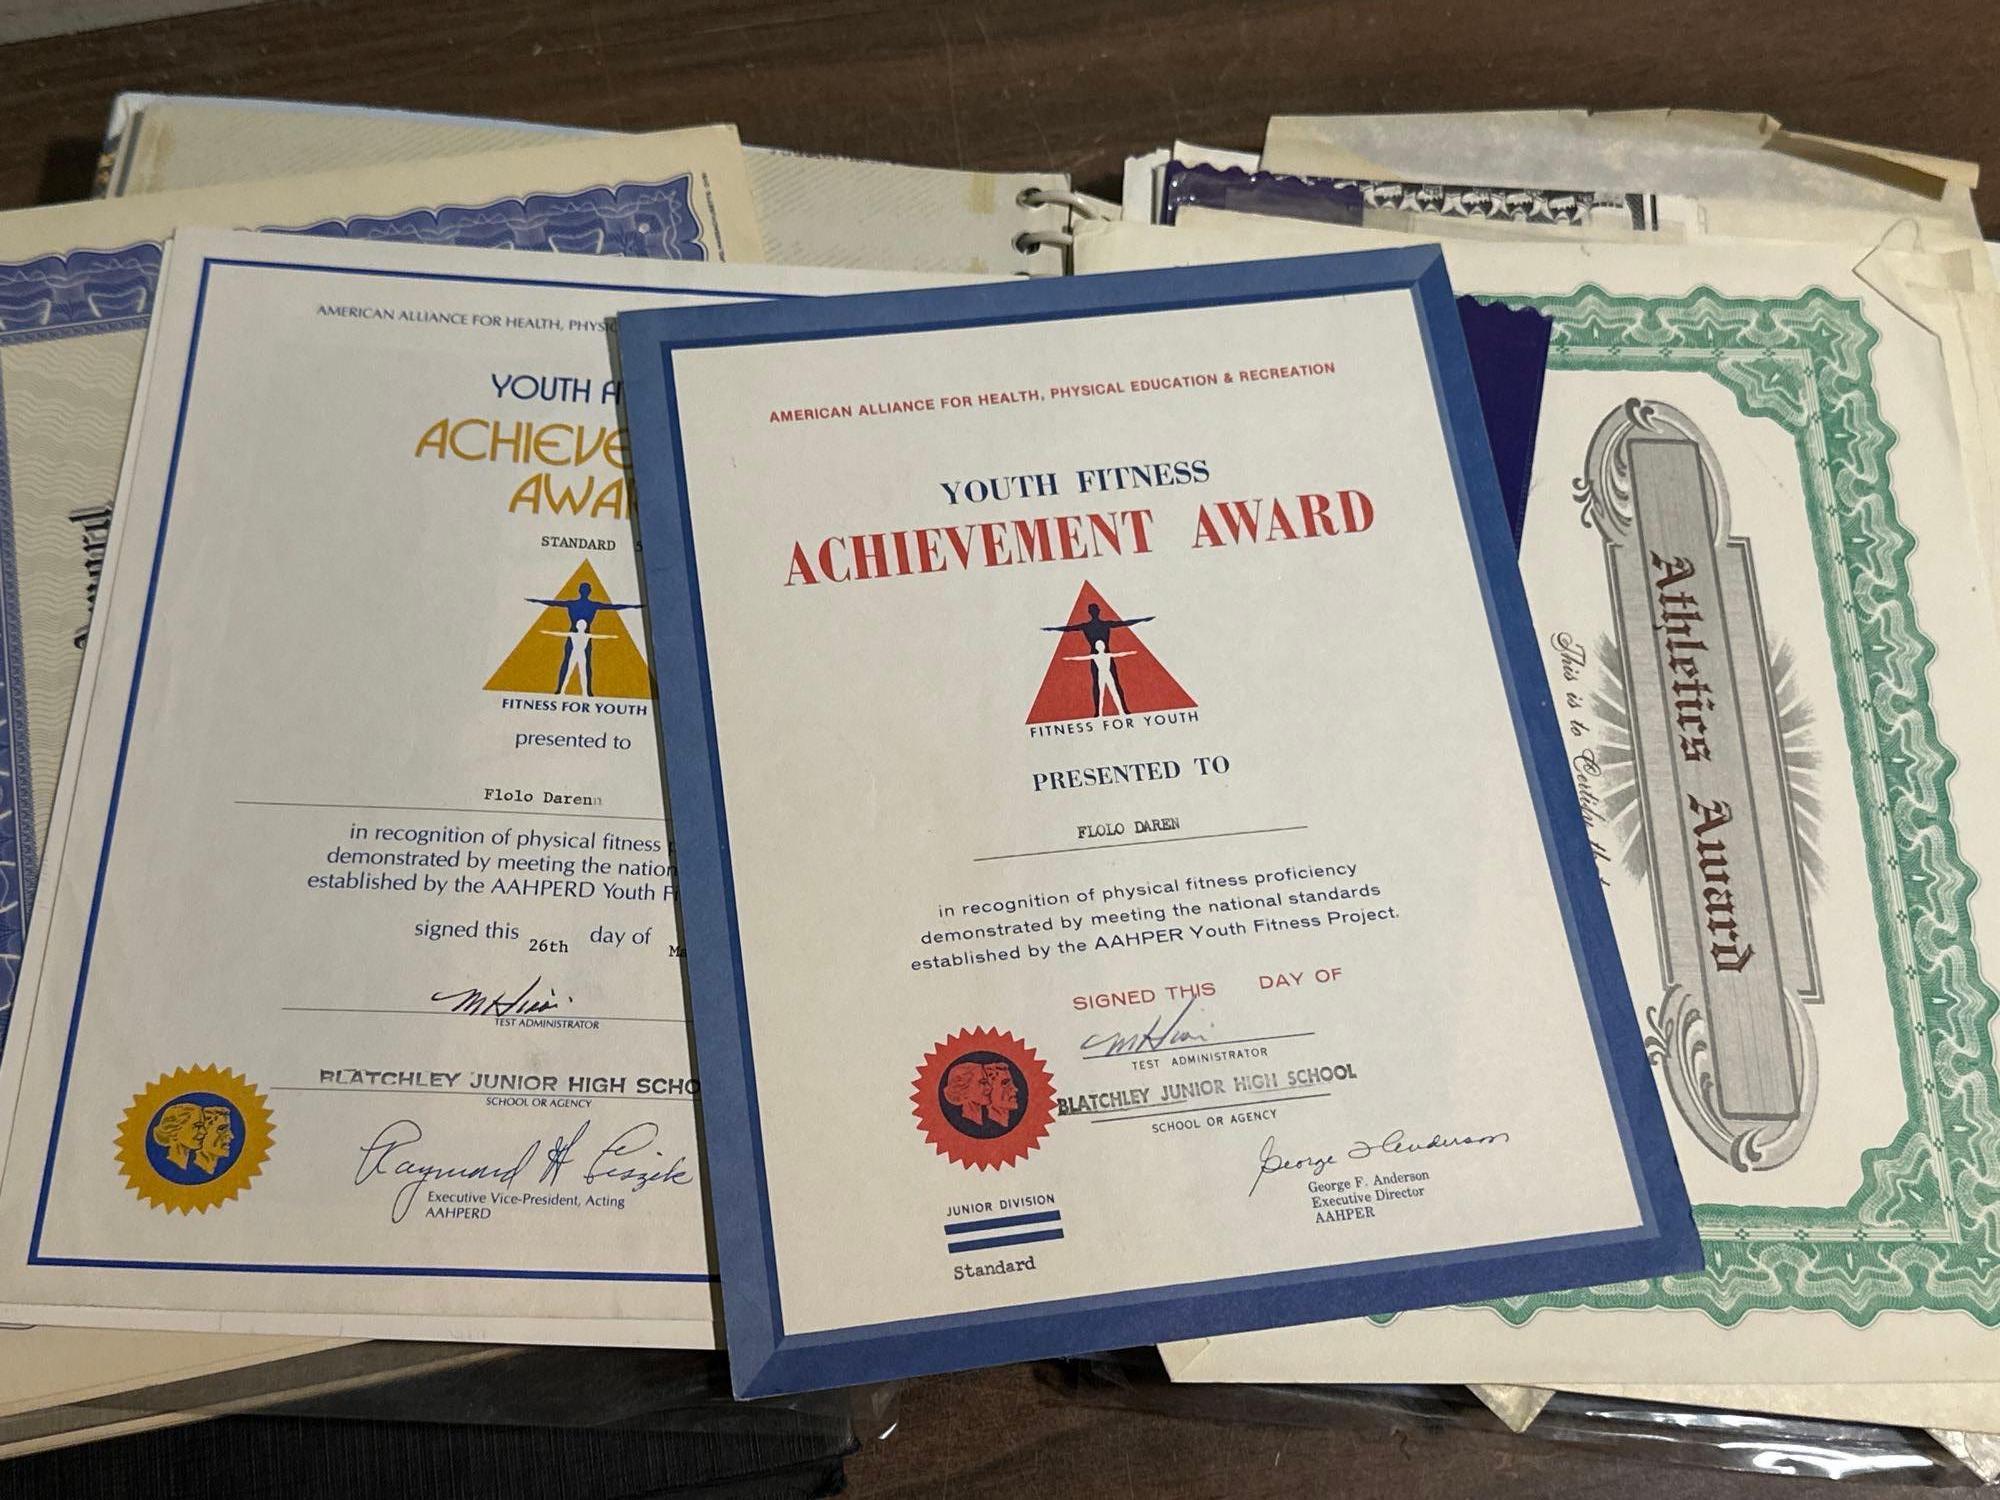 AMERICAN ALLIANCE FOR HEALTH,
YOUTH
ACHIEVE
AWA
STANDARD 5
FITNESS FOR YOUTH
presented to
Flolo Daren
in recognition of physical fitness
demonstrated by meeting the nation
established by the AAHPERD Youth
signed this 26th day of
TEST ADMINISTRATOR
BLATCHLEY JUNIOR HIGH SCHO
SCHOOL OR AGENCY
Executive Vice-President, Acting
AAHPERD
AMERICAN ALLIANCE FOR HEALTH, PHYSICAL EDUCATION & RECREATION
YOUTH FITNESS
ACHIEVEMENT AWARD
FITNESS FOR YOUTH
PRESENTED TO
FLOLO DAREN
in recognition of physical fitness proficiency
demonstrated by meeting the national standards
established by the AAHPER Youth Fitness Project.
SIGNED THIS DAY OF
TEST ADMINISTRATOR
BLATCHLEY JUNIOR HIGH SCHOOL
SCHOOL OR AGENCY
George F. Anderson
George F. Anderson
Executive Director
AAHPER
JUNIOR DIVISION
Standard
Athletics Award
This is to Certify
Award